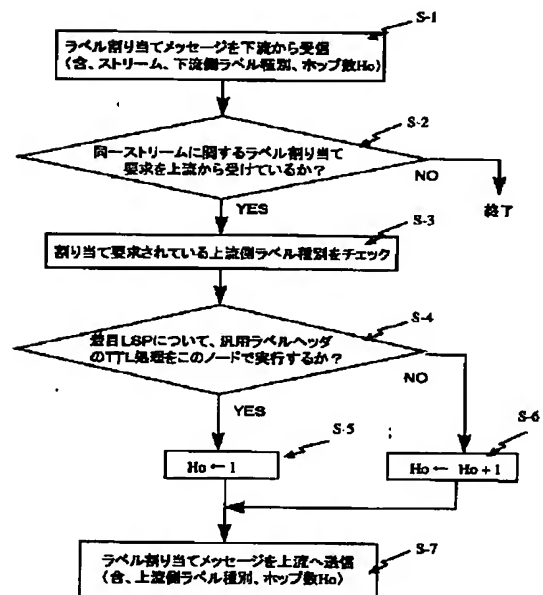 S-1
ラベル割り当てメッセージを下流から受信
(含、ストリーム、下流側ラベル種別、ホップ数Ho)
S-2
同一ストリームに関するラベル割り当て
要求を上流から受けているか?
NO
YES
終了
S-3
割り当て要求されている上流側ラベル種別をチェック
S-4
着目LSPについて、汎用ラベルヘッダ
のTTL処理をこのノードで実行するか?
NO
YES
S-5
S-6
Ho ← 1
Ho ← Ho + 1
S-7
ラベル割り当てメッセージを上流へ送信
(含、上流側ラベル種別、ホップ数Ho)